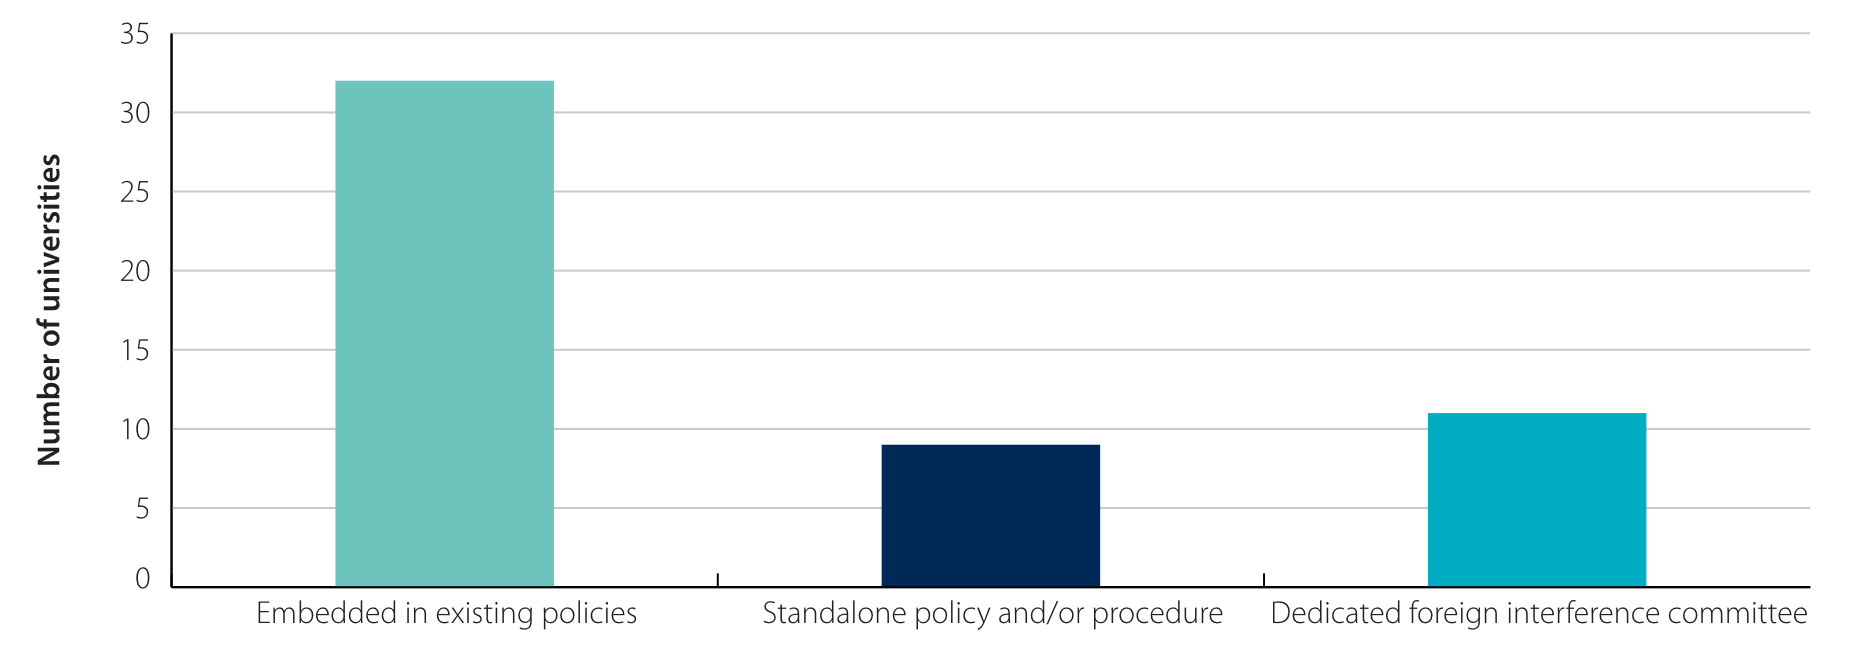 Number of universities
35
30
25
20
15
10
5
0
Embedded in existing policies
Standalone policy and/or procedure
Dedicated foreign interference committee